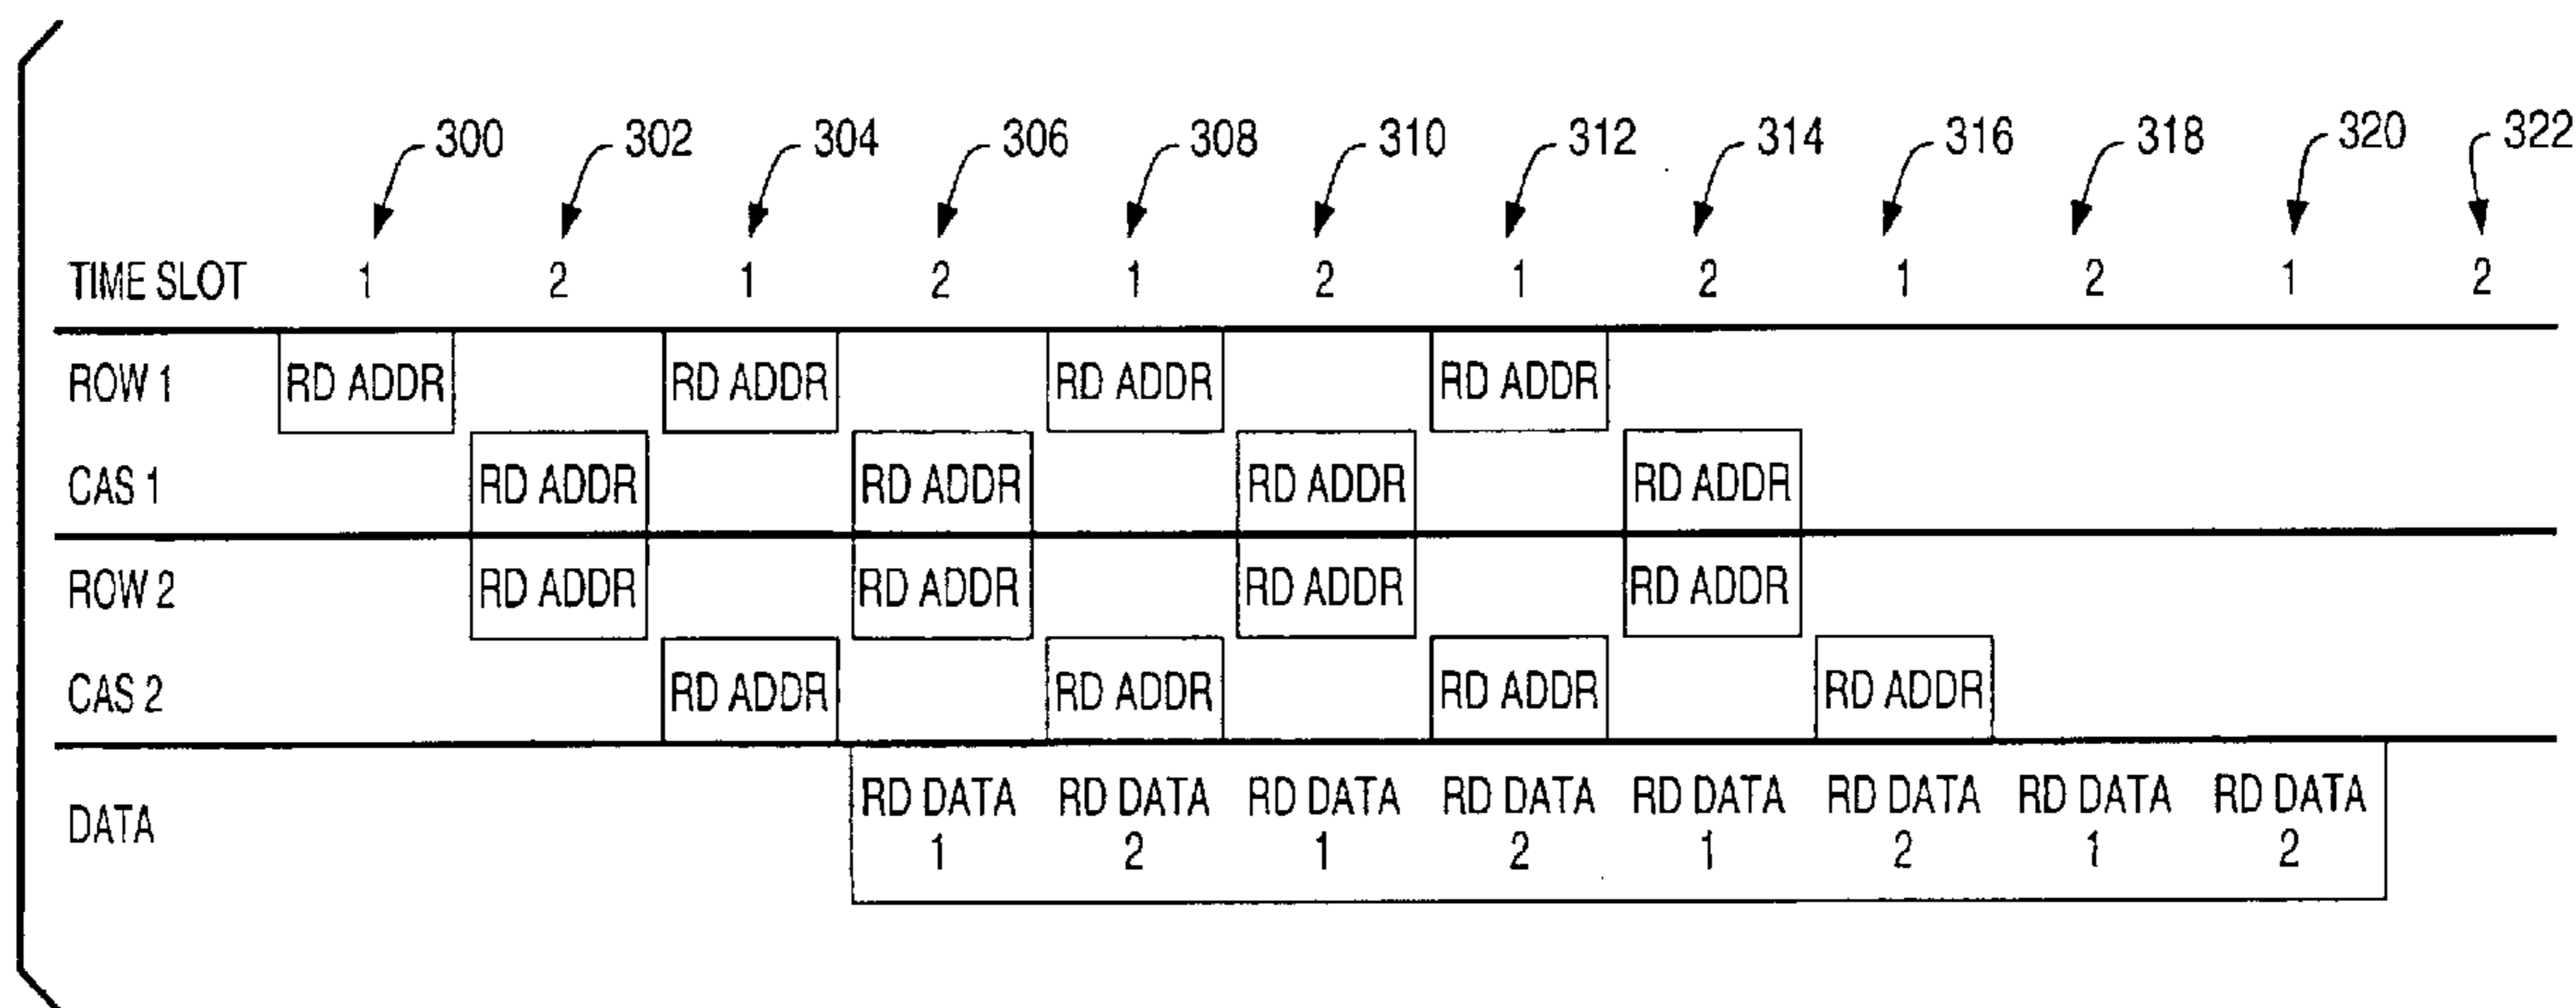 300 302 304 306 308 310 312 314 316 318 320 322
TIME SLOT 1 2 1 2 1 2 1 2 1 2 1 2
ROW 1 RD ADDR RD ADDR RD ADDR RD ADDR
CAS 1 RD ADDR RD ADDR RD ADDR RD ADDR
ROW 2 RD ADDR RD ADDR RD ADDR RD ADDR
CAS 2 RD ADDR RD ADDR RD ADDR RD ADDR
DATA RD DATA RD DATA RD DATA RD DATA RD DATA RD DATA RD DATA RD DATA
1 2 1 2 1 2 1 2